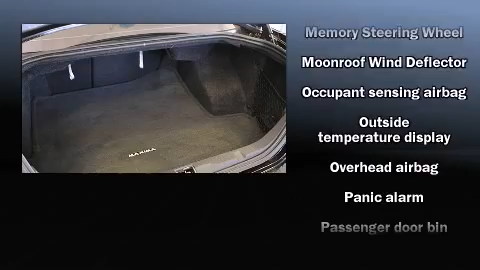 Memory Steering Wheel
Moonroof Wind Deflector
Occupant sensing airbag
Outside
temperature display
Overhead airbag
Panic alarm
Passenger door bin
MAXIMA